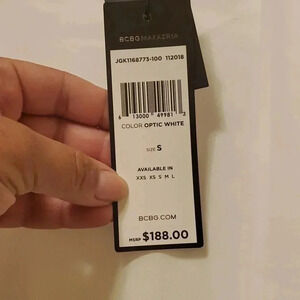 BCBGMAXAZRIA
JGK1168773-100 112018
6 13000 49981 2
COLOR OPTIC WHITE
SIZE S
AVAILABLE IN
XXS XS S M L
BCBG.COM
MSRP $188.00